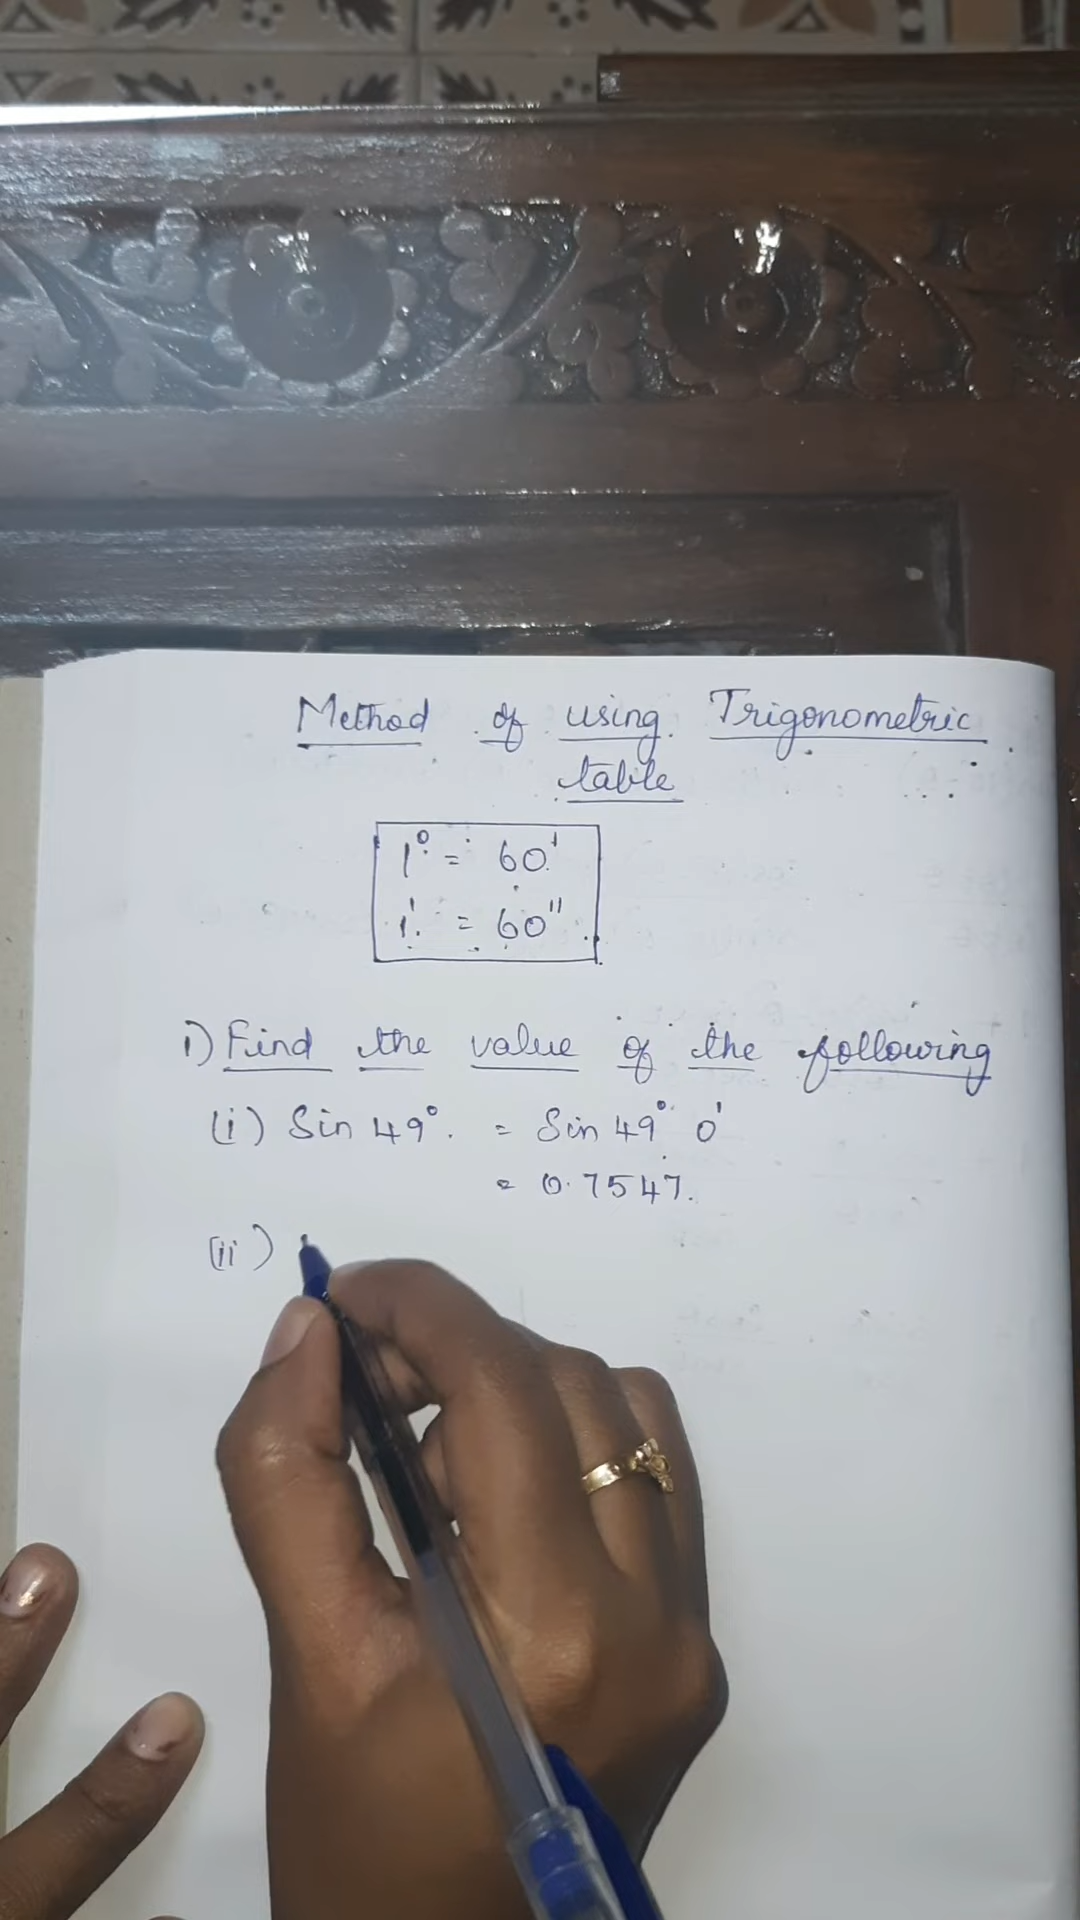 Method of using Trigonometric
table
1° = 60'
1' = 60"
1) Find the value of the following
(i) Sin 49°. = Sin 49° 0'
= 0.7547.
(ii)